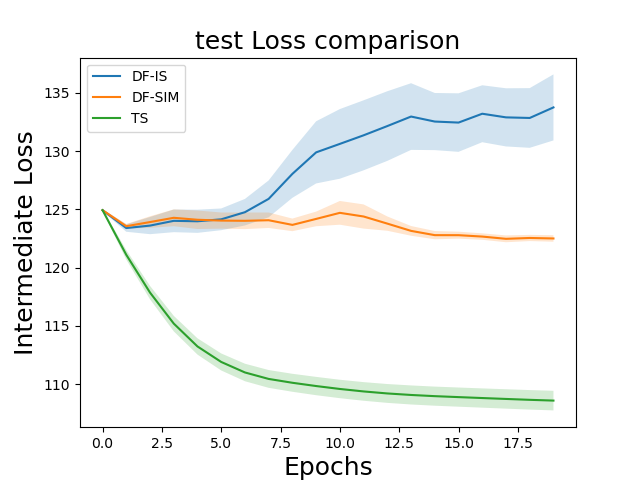 test Loss comparison
DF-IS
DF-SIM
TS
Intermediate Loss
135
130
125
120
115
110
0.0 2.5 5.0 7.5 10.0 12.5 15.0 17.5
Epochs